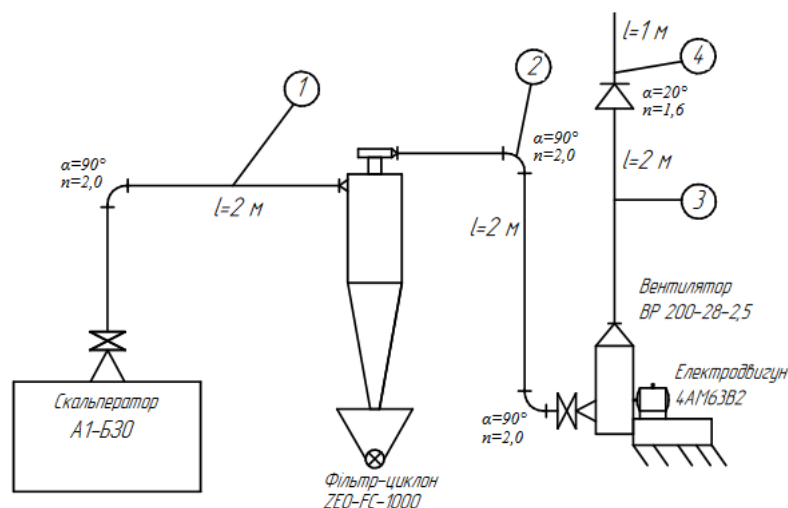 l=1 м
4
α=20°
n=1,6
1
2
α=90°
n=2,0
α=90°
n=2,0
l=2 м
l=2 м
l=2 м
3
Вентилятор
ВР 200-28-2,5
Скальператор
А1-БЗО
Електродвигун
4АМ63В2
α=90°
n=2,0
Фільтр-циклон
ZEO-FC-1000